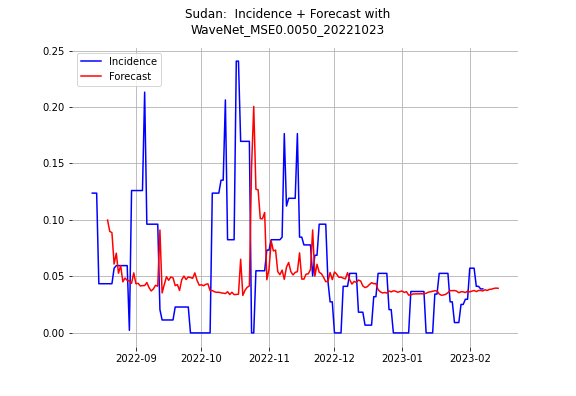 Sudan:  Incidence + Forecast with
WaveNet_MSE0.0050_20221023
Incidence
Forecast
0.25
0.20
0.15
0.10
0.05
0.00
2022-09 2022-10 2022-11 2022-12 2023-01 2023-02